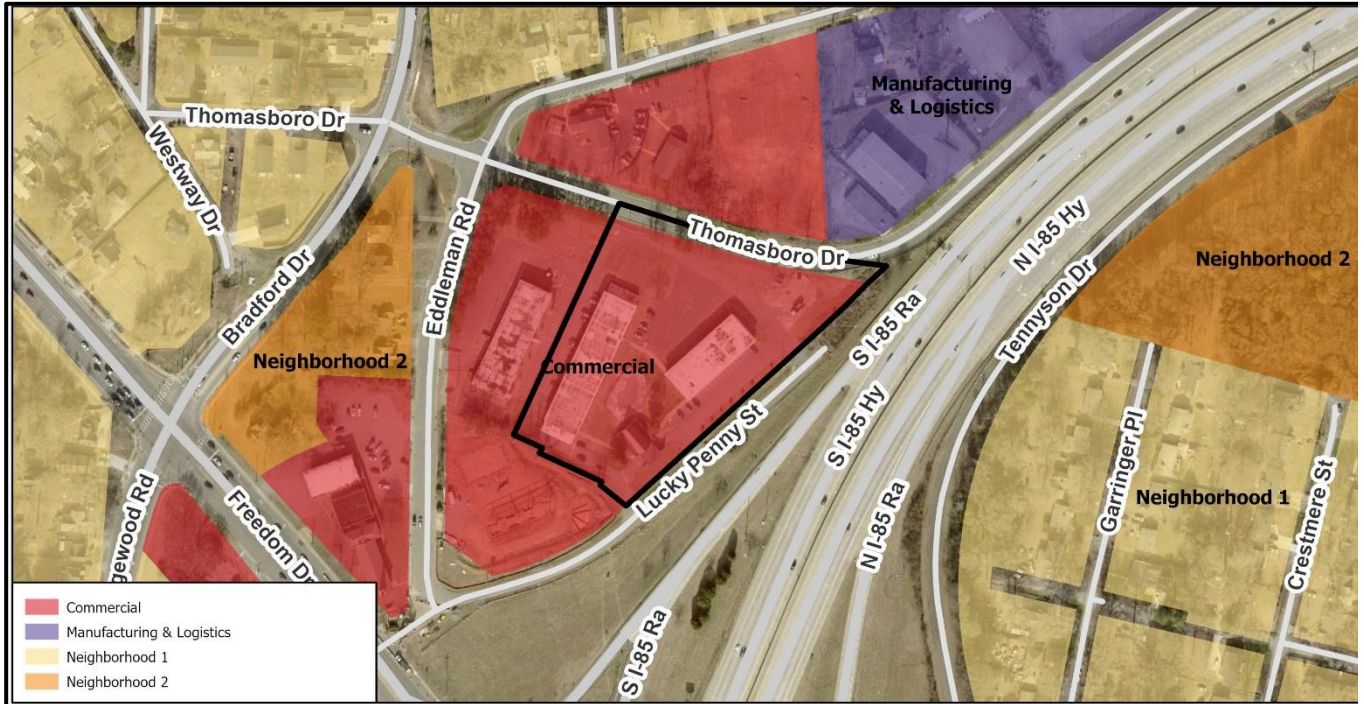 Manufacturing
& Logistics
Thomasboro Dr
Westway Dr
Bradford Dr
Eddleman Rd
Thomasboro Dr
N I-85 Hy
Neighborhood 2
Neighborhood 2
Commercial
S I-85 Ra
Tennyson Dr
S I-85 Hy
Lucky Penny St
Garringer Pl
Neighborhood 1
Crestmere St
gewood Rd
Freedom Dr
N I-85 Ra
S I-85 Ra
Commercial
Manufacturing & Logistics
Neighborhood 1
Neighborhood 2